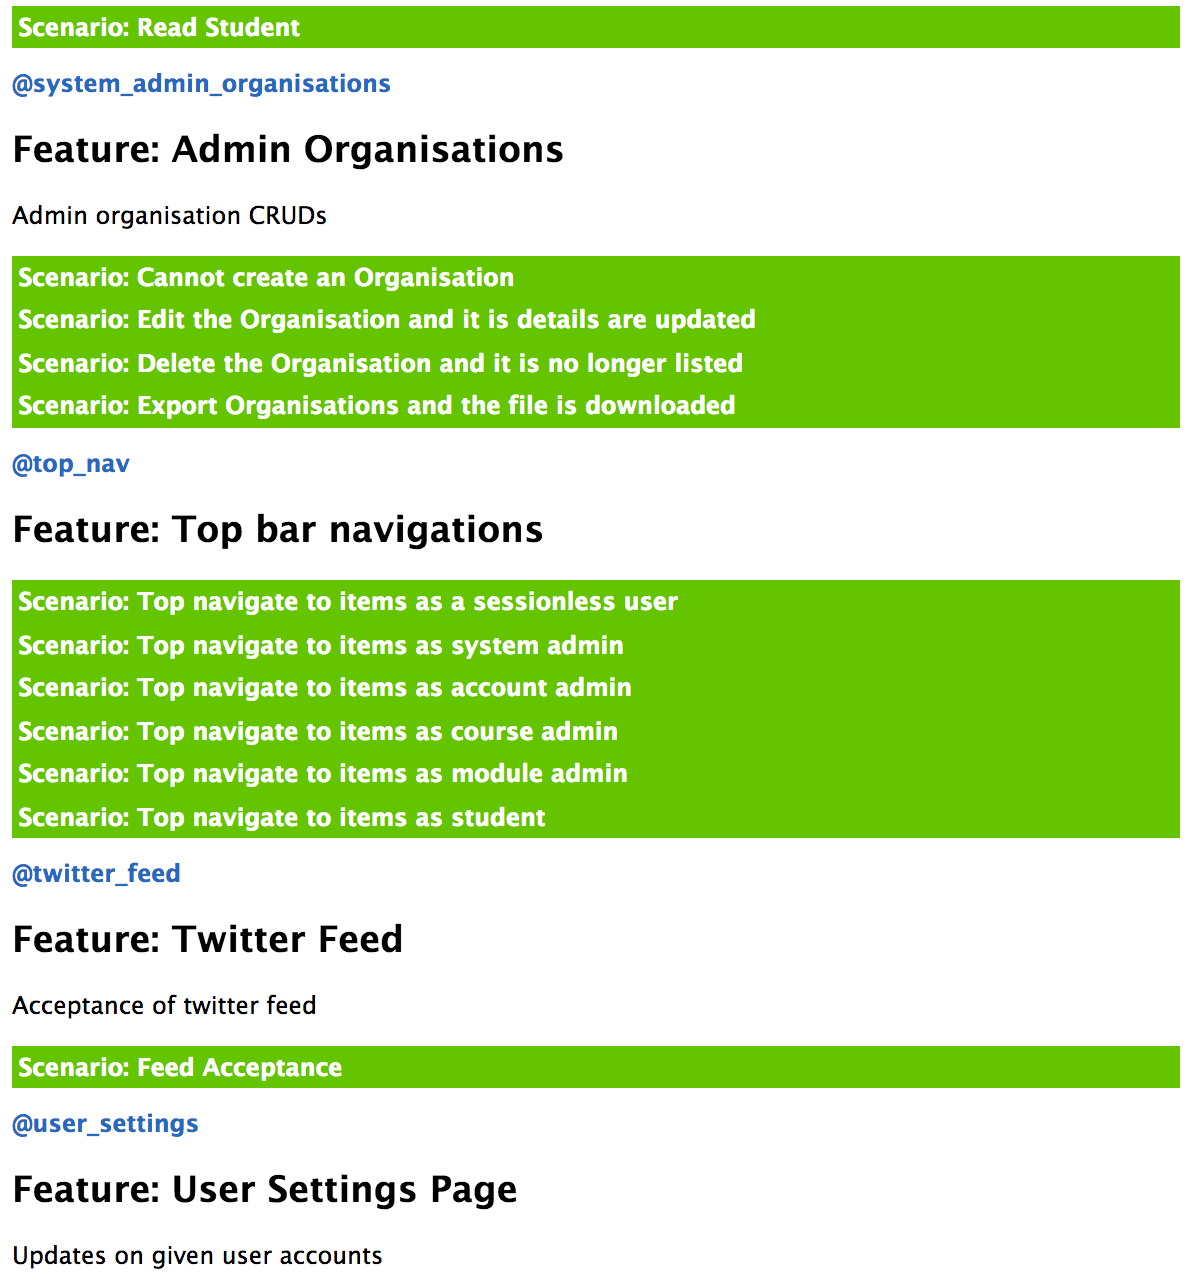 Scenario: Read Student
@system_admin_organisations
Feature: Admin Organisations
Admin organisation CRUDs
Scenario: Cannot create an Organisation
Scenario: Edit the Organisation and it is details are updated
Scenario: Delete the Organisation and it is no longer listed
Scenario: Export Organisations and the file is downloaded
@top_nav
Feature: Top bar navigations
Scenario: Top navigate to items as a sessionless user
Scenario: Top navigate to items as system admin
Scenario: Top navigate to items as account admin
Scenario: Top navigate to items as course admin
Scenario: Top navigate to items as module admin
Scenario: Top navigate to items as student
@twitter_feed
Feature: Twitter Feed
Acceptance of twitter feed
Scenario: Feed Acceptance
@user_settings
Feature: User Settings Page
Updates on given user accounts